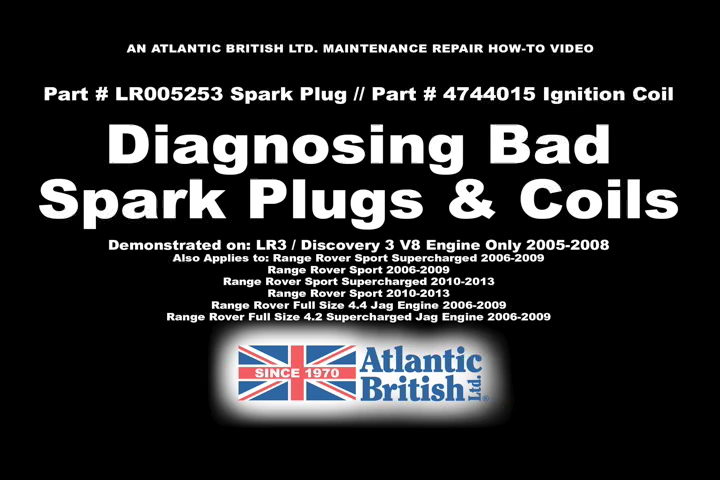 AN ATLANTIC BRITISH LTD. MAINTENANCE REPAIR HOW-TO VIDEO
Part # LR005253 Spark Plug // Part # 4744015 Ignition Coil
Diagnosing Bad
Spark Plugs & Coils
Demonstrated on: LR3 / Discovery 3 V8 Engine Only 2005-2008
Also Applies to: Range Rover Sport Supercharged 2006-2009
Range Rover Sport 2006-2009
Range Rover Sport Supercharged 2010-2013
Range Rover Sport 2010-2013
Range Rover Full Size 4.4 Jag Engine 2006-2009
Range Rover Full Size 4.2 Supercharged Jag Engine 2006-2009
SINCE 1970
Atlantic
British Ltd.®